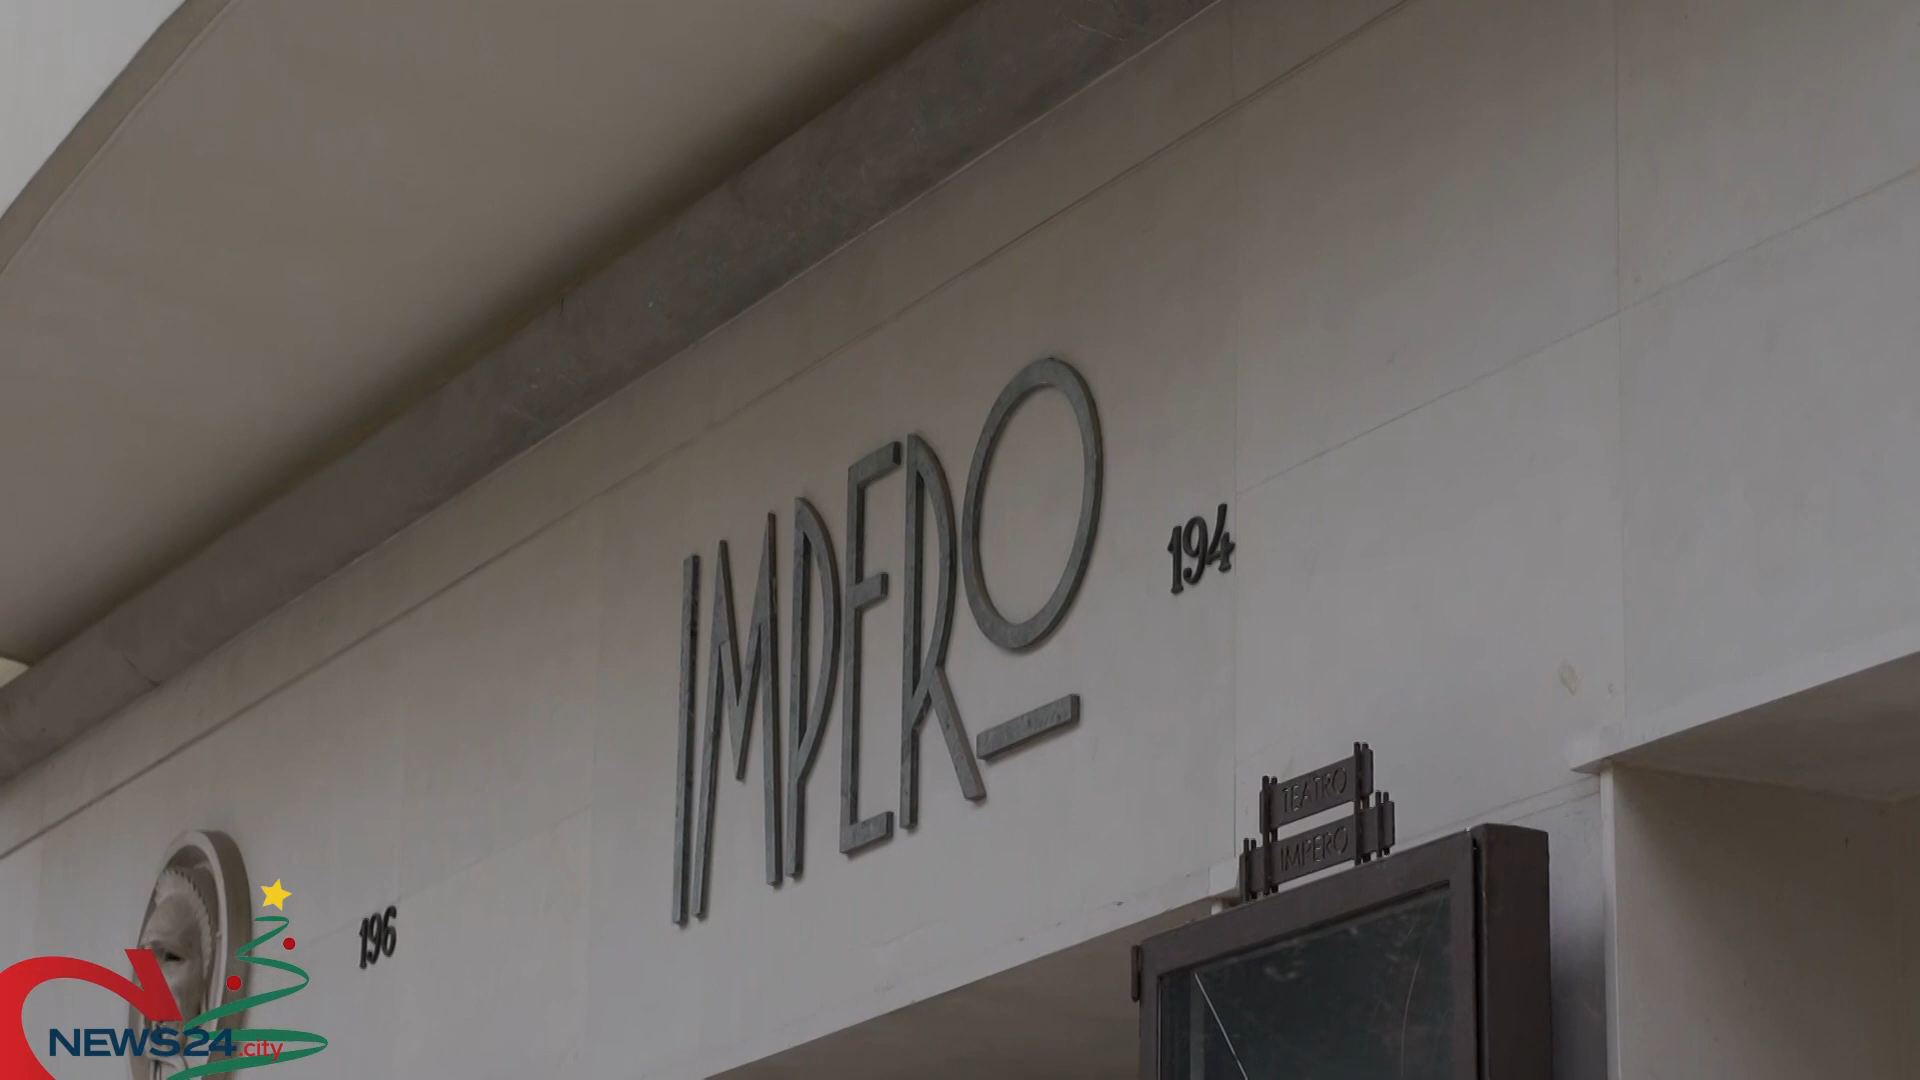 IMPERO
194
TEATRO
IMPERO
196
NEWS24.city